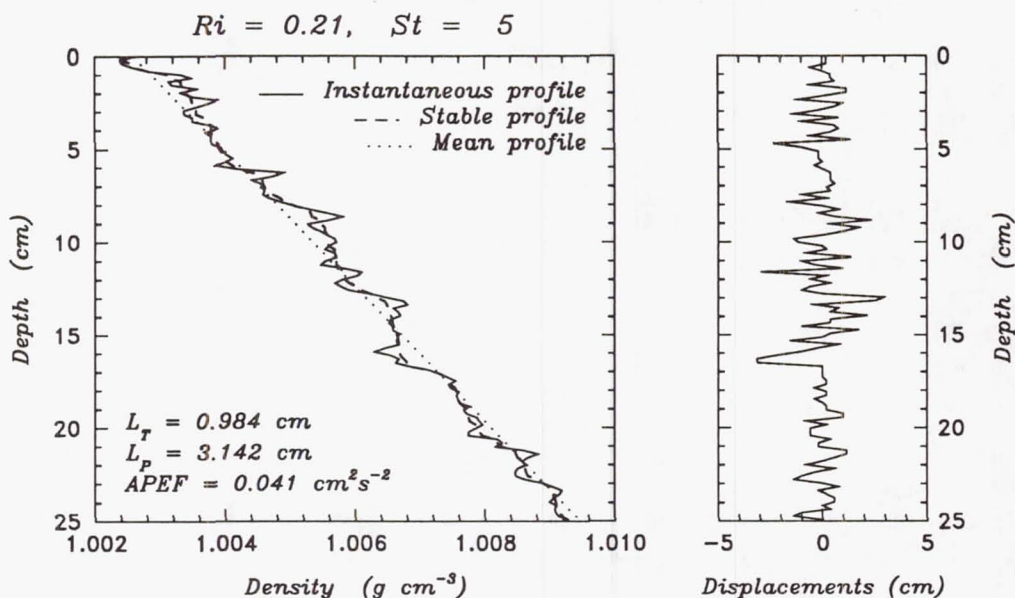 Ri = 0.21, St = 5
0
5
10
15
20
25
Depth (cm)
Instantaneous profile
Stable profile
Mean profile
L_T = 0.984 cm
L_P = 3.142 cm
APEF = 0.041 cm²s⁻²
1.002 1.004 1.006 1.008 1.010
Density (g cm⁻³)
0
5
10
15
20
25
Depth (cm)
−5 0 5
Displacements (cm)